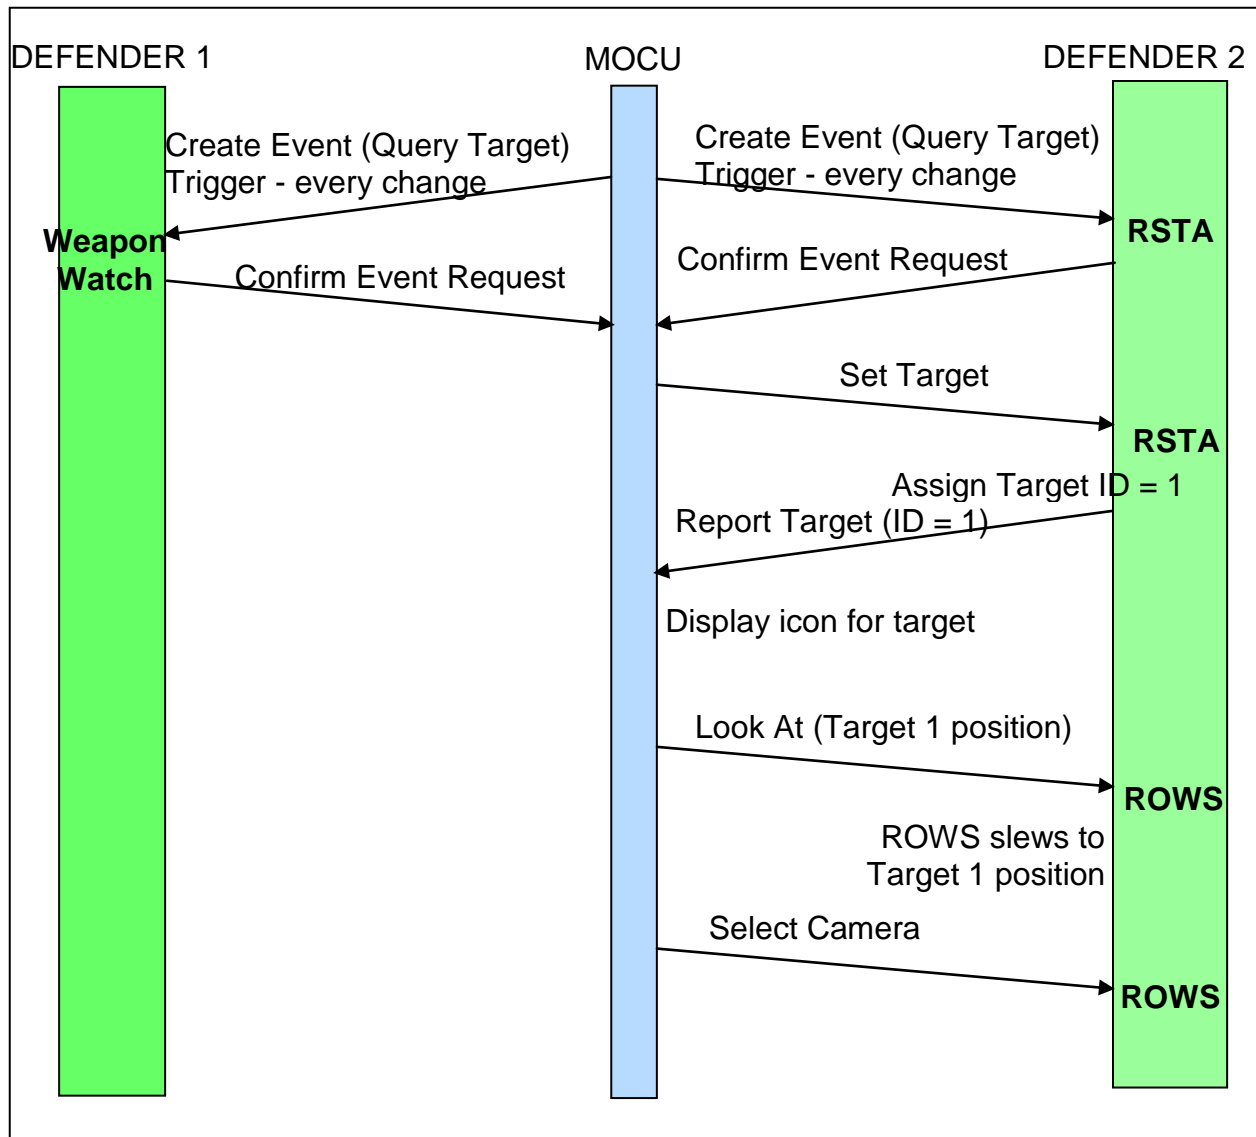 DEFENDER 1
MOCU
DEFENDER 2
Create Event (Query Target)
Trigger - every change
Create Event (Query Target)
Trigger - every change
Weapon
Watch
RSTA
Confirm Event Request
Confirm Event Request
Set Target
RSTA
Assign Target ID = 1
Report Target (ID = 1)
Display icon for target
Look At (Target 1 position)
ROWS
ROWS slews to
Target 1 position
Select Camera
ROWS